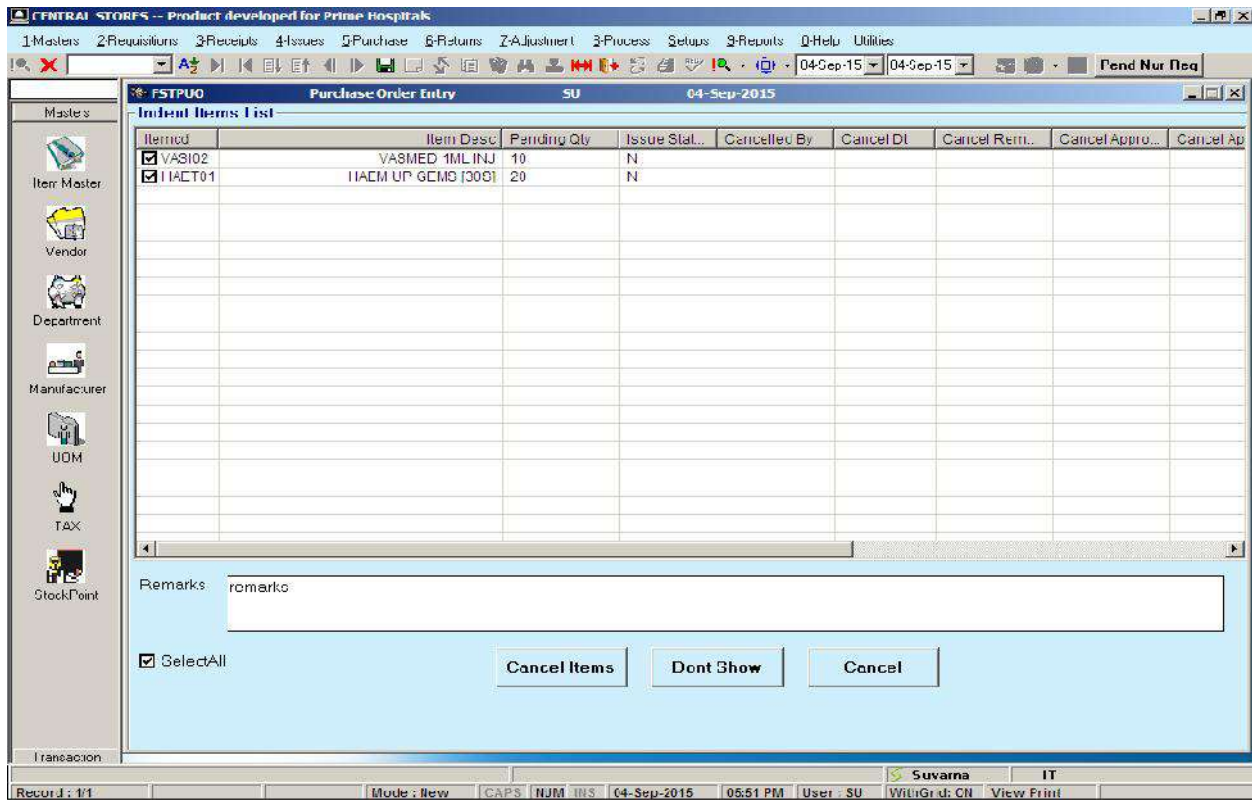 CENTRAL STORES -- Product developed for Prime Hospitals
1-Masters 2-Requisitions 3-Receipts 4-Issues 5-Purchase 6-Returns 7-Adjustment 8-Process Setups 9-Reports 0-Help Utilities
04-Sep-15 04-Sep-15 Pend Nur Req
FSTPU0 Purchase Order Entry SU 04-Sep-2015
Masters
Indent Items List
Itemcd Item Desc Pending Qty Issue Stat... Cancelled By Cancel Dt Cancel Rem... Cancel Appro... Cancel Ap
VASI02 VASMED 1ML INJ 10 N
HAET01 HAEM UP GEMS [30S] 20 N
Item Master
Vendor
Department
Manufacturer
UOM
TAX
StockPoint
Remarks remarks
SelectAll
Cancel Items Dont Show Cancel
Transaction
Suvarna IT
Record : 1/1 Mode : New CAPS NUM INS 04-Sep-2015 05:51 PM User : SU WithGrid: ON View Print